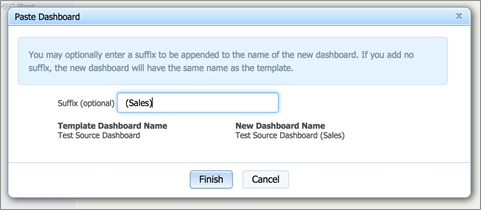 Paste Dashboard
You may optionally enter a suffix to be appended to the name of the new dashboard. If you add no
suffix, the new dashboard will have the same name as the template.
Suffix (optional) (Sales)
Template Dashboard Name New Dashboard Name
Test Source Dashboard Test Source Dashboard (Sales)
Finish Cancel